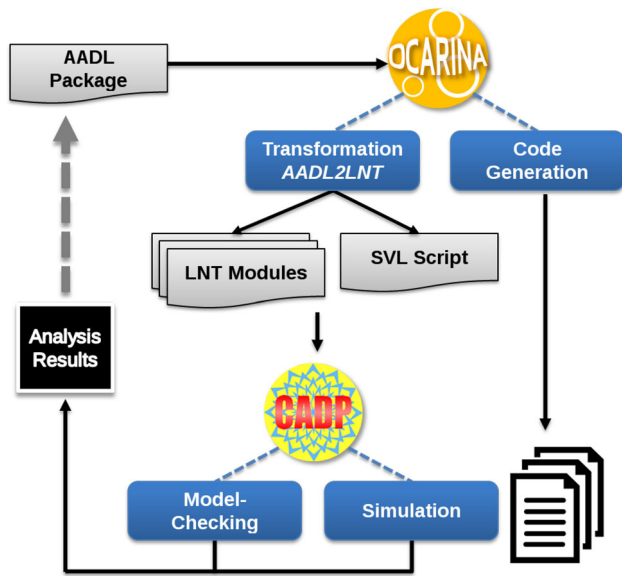 AADL
Package
OCARINA
Transformation
AADL2LNT
Code
Generation
LNT Modules
SVL Script
Analysis
Results
CADP
Model-
Checking
Simulation